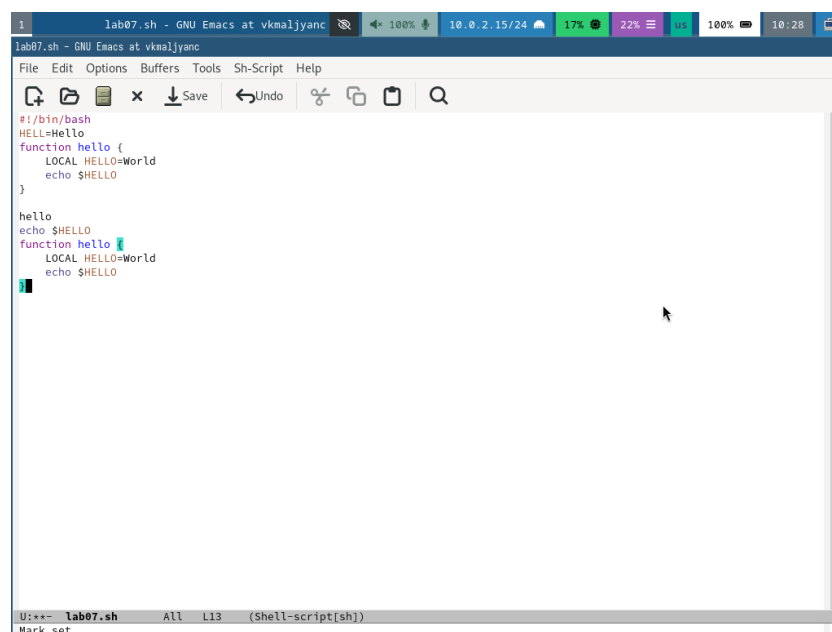 1 lab07.sh - GNU Emacs at vkmaljyanc 100% 10.0.2.15/24 17% 22% us 100% 10:28
lab07.sh - GNU Emacs at vkmaljyanc
File Edit Options Buffers Tools Sh-Script Help
Save Undo
#!/bin/bash
HELL=Hello
function hello {
    LOCAL HELLO=World
    echo $HELLO
}
hello
echo $HELLO
function hello {
    LOCAL HELLO=World
    echo $HELLO
}
U:**- lab07.sh All L13 (Shell-script[sh])
Mark set